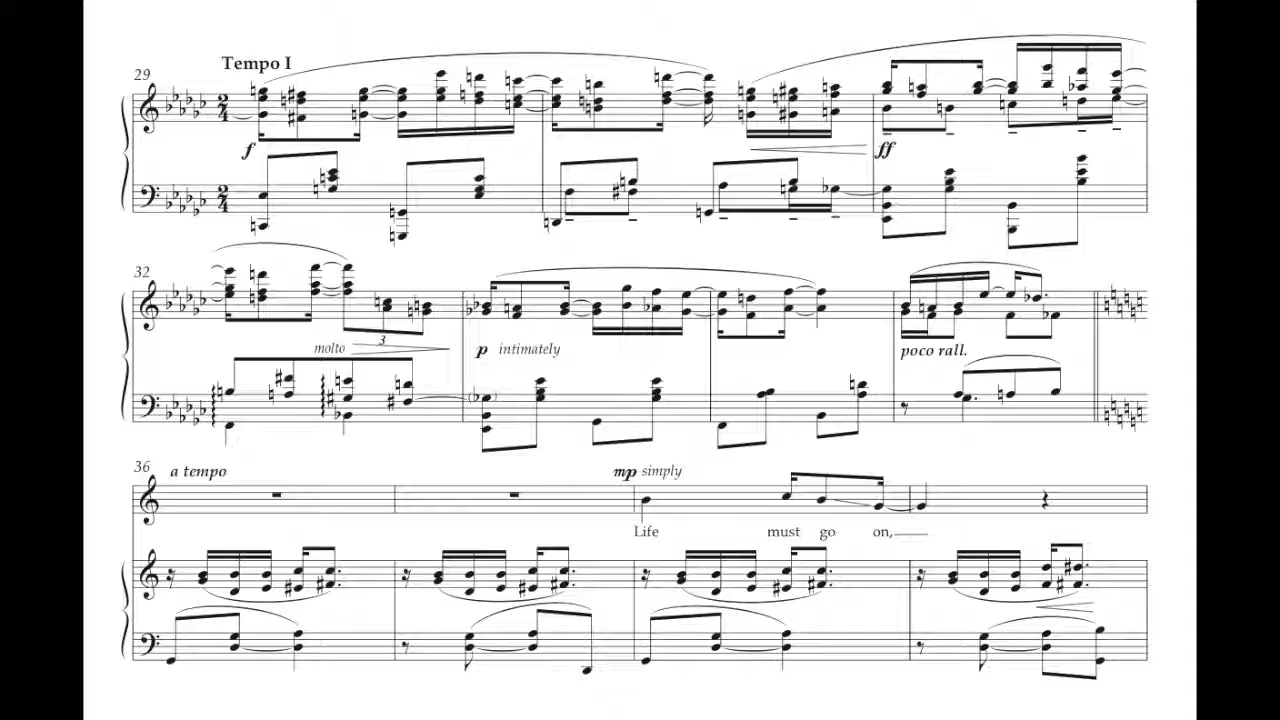 Tempo I
29
f
ff
32
molto
3
p intimately
poco rall.
36
a tempo
mp simply
Life must go on,